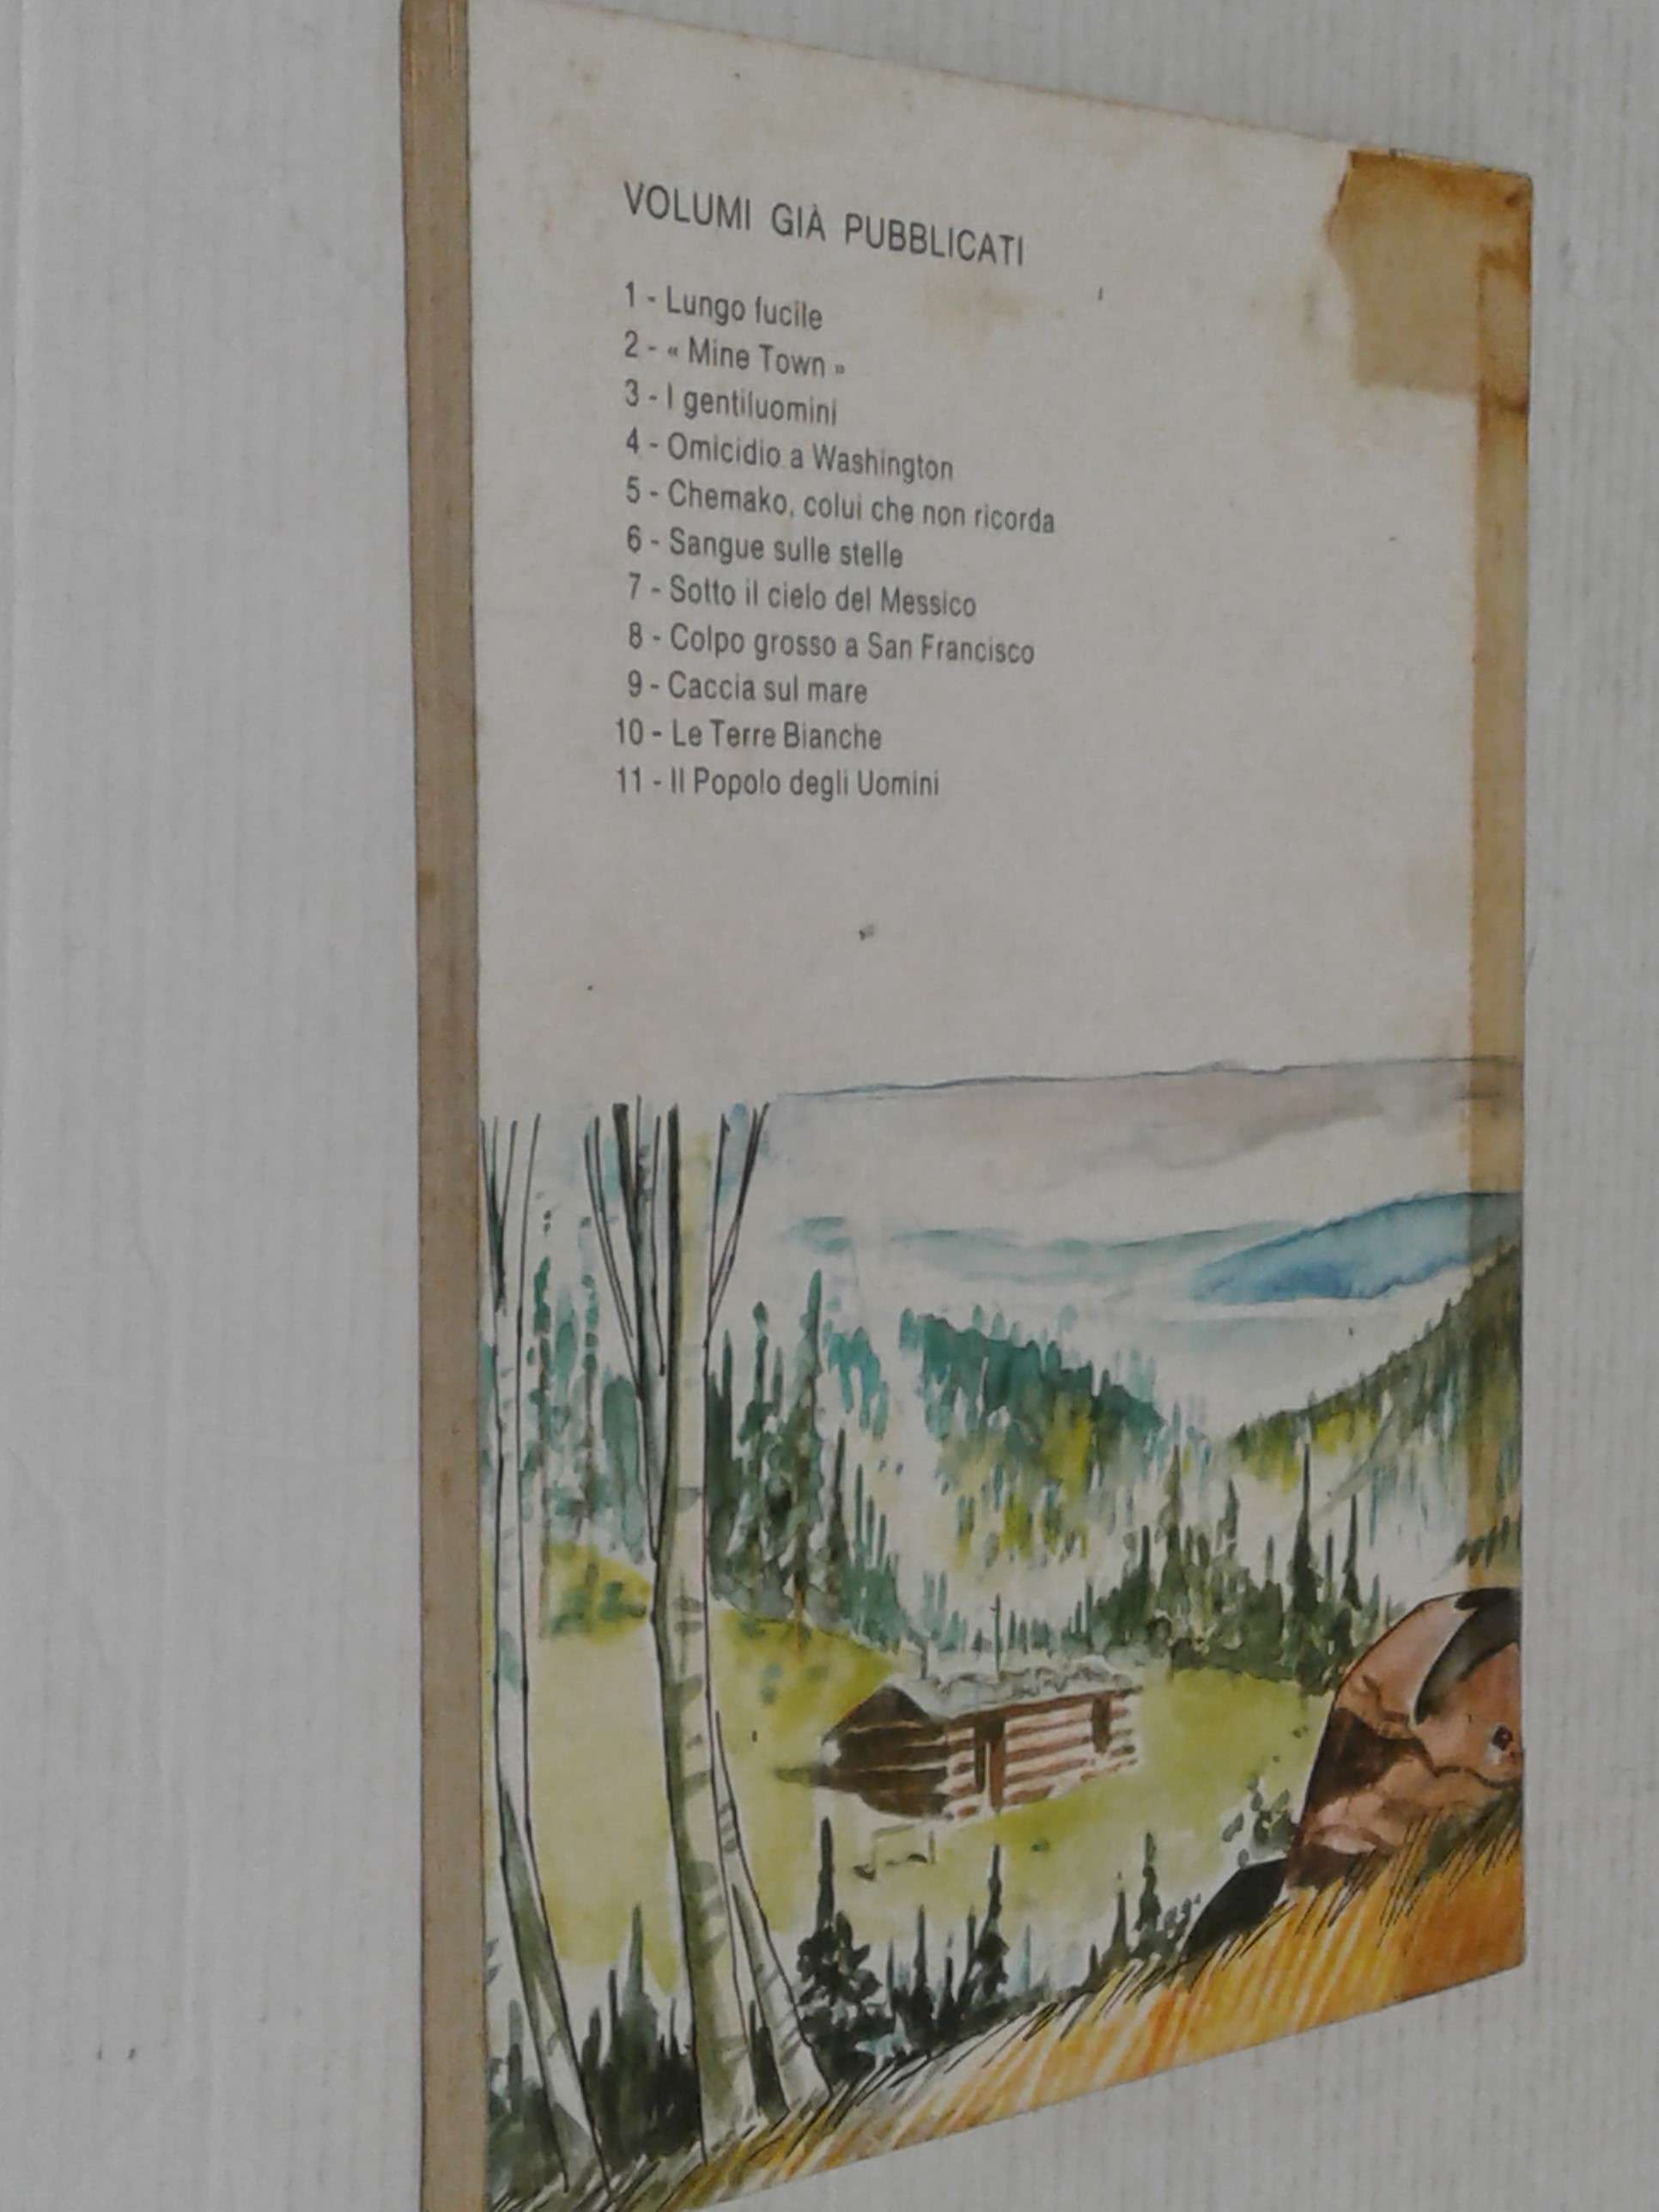 VOLUMI GIÀ PUBBLICATI
1 - Lungo fucile
2 - « Mine Town »
3 - I gentiluomini
4 - Omicidio a Washington
5 - Chemako, colui che non ricorda
6 - Sangue sulle stelle
7 - Sotto il cielo del Messico
8 - Colpo grosso a San Francisco
9 - Caccia sul mare
10 - Le Terre Bianche
11 - Il Popolo degli Uomini